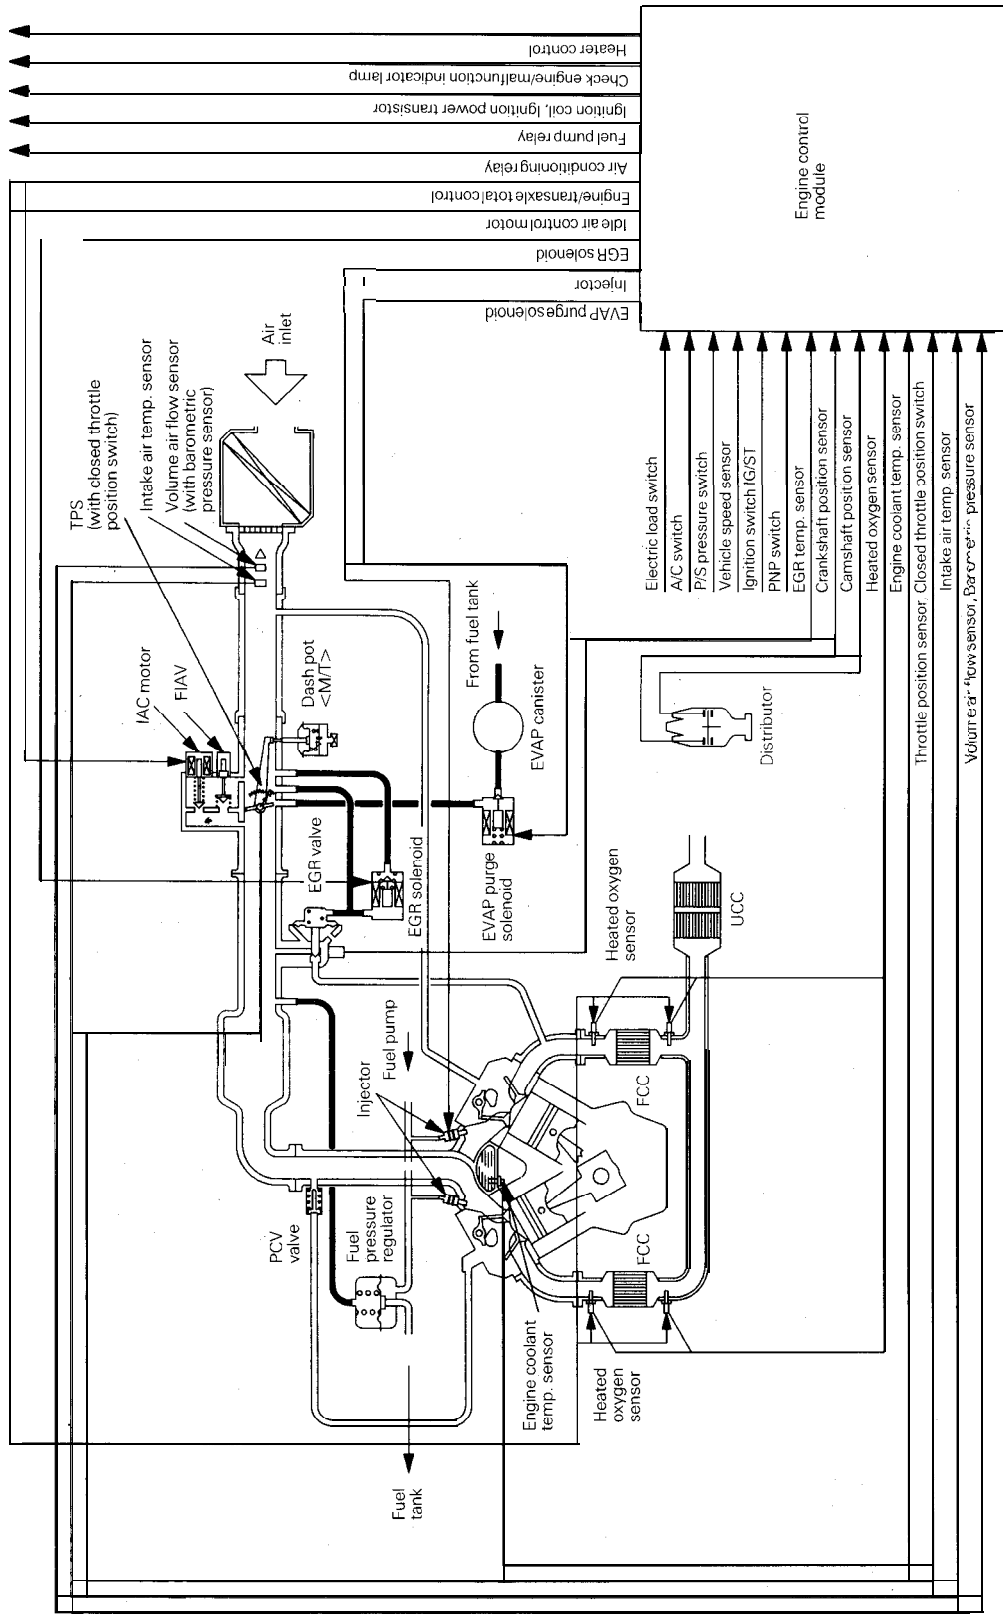 Heater control
Check engine/malfunction indicator lamp
Ignition coil, Ignition power transistor
Fuel pump relay
Air conditioning relay
Engine/transaxle total control
Idle air control motor
EGR solenoid
Injector
EVAP purge solenoid
Engine control
module
Air
inlet
TPS
(with closed throttle
position switch)
Intake air temp. sensor
Volume air flow sensor
(with barometric
pressure sensor)
IAC motor
FIAV
Dash pot
<M/T>
From fuel tank
EVAP canister
EVAP purge
solenoid
EGR valve
EGR solenoid
Electric load switch
A/C switch
P/S pressure switch
Vehicle speed sensor
Ignition switch IG/ST
PNP switch
EGR temp. sensor
Crankshaft position sensor
Camshaft position sensor
Heated oxygen sensor
Engine coolant temp. sensor
Throttle position sensor, Closed throttle position switch
Intake air temp. sensor
Volume air flow sensor, Barometric pressure sensor
Distributor
Heated oxygen
sensor
UCC
Fuel pump
Injector
FCC
PCV
valve
Fuel
pressure
regulator
FCC
Engine coolant
temp. sensor
Heated
oxygen
sensor
Fuel
tank